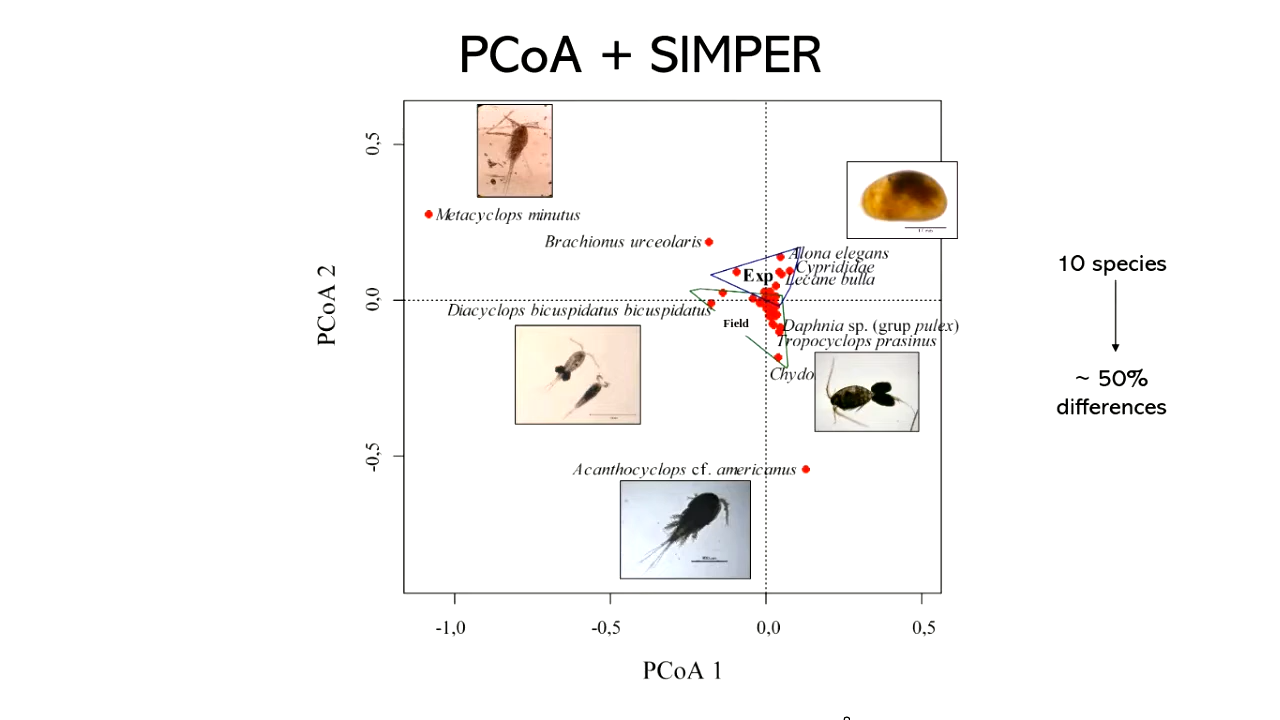 PCoA + SIMPER
0,5
Metacyclops minutus
Brachionus urceolaris
Alona elegans
Cyprididae
Exp
Lecane bulla
10 species
PCoA 2
0,0
Diacyclops bicuspidatus bicuspidatus
Field
Daphnia sp. (grup pulex)
Tropocyclops prasinus
Chydo
~ 50%
differences
-0,5
Acanthocyclops cf. americanus
-1,0
-0,5
0,0
0,5
PCoA 1